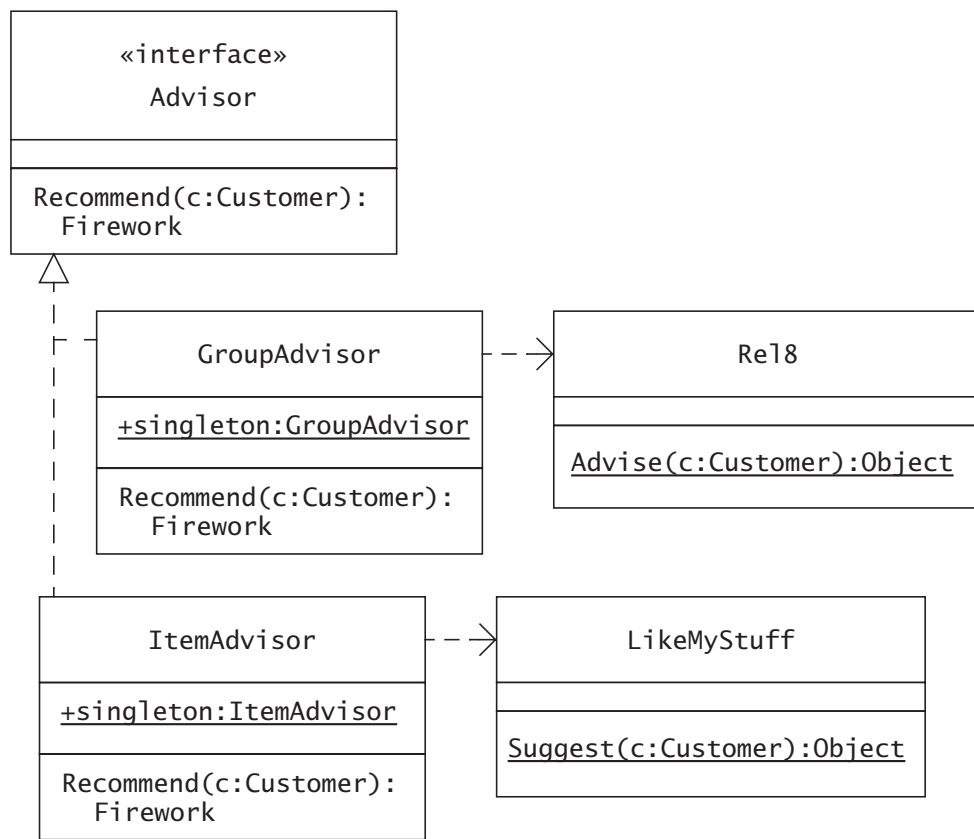 «interface»
Advisor
Recommend(c:Customer):
Firework
GroupAdvisor
+singleton:GroupAdvisor
Recommend(c:Customer):
Firework
Rel8
Advise(c:Customer):Object
ItemAdvisor
+singleton:ItemAdvisor
Recommend(c:Customer):
Firework
LikeMyStuff
Suggest(c:Customer):Object